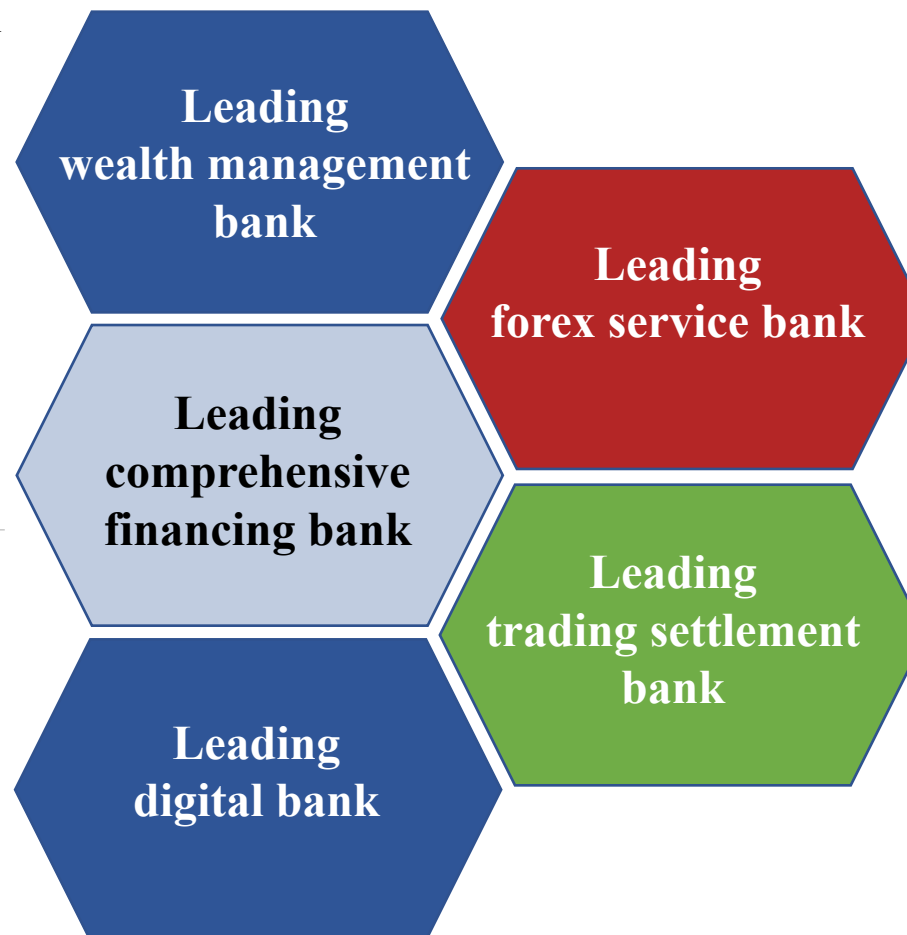 Leading
wealth management
bank
Leading
forex service bank
Leading
comprehensive
financing bank
Leading
trading settlement
bank
Leading
digital bank